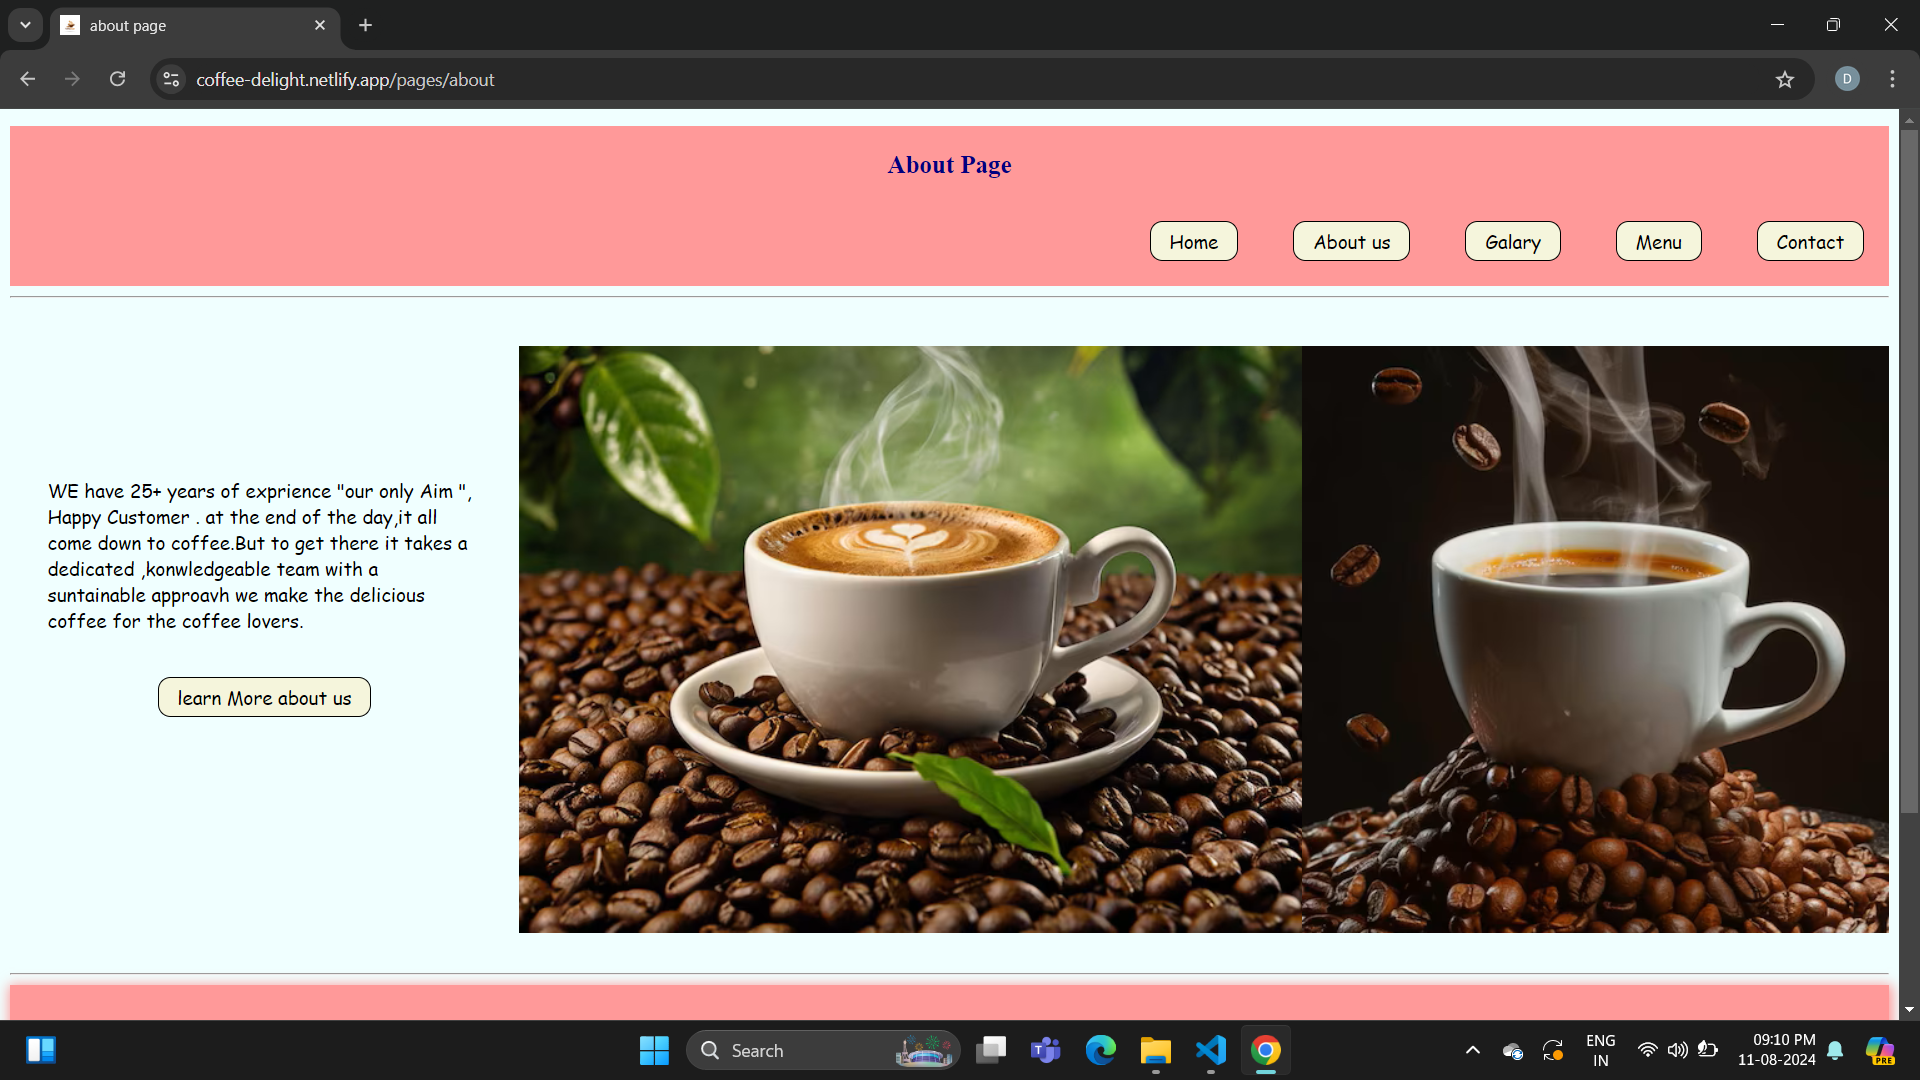 about page
coffee-delight.netlify.app/pages/about
D
About Page
Home About us Galary Menu Contact
WE have 25+ years of exprience "our only Aim ",
Happy Customer . at the end of the day,it all
come down to coffee.But to get there it takes a
dedicated ,konwledgeable team with a
suntainable approavh we make the delicious
coffee for the coffee lovers.
learn More about us
Search
T
ENG
IN
09:10 PM
11-08-2024
PRE